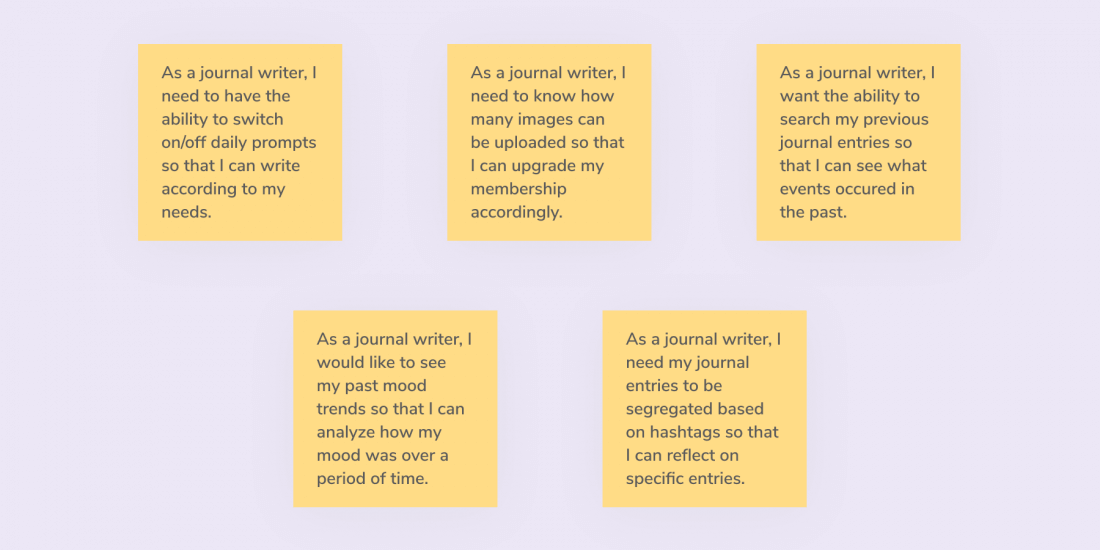 As a journal writer, I
need to have the
ability to switch
on/off daily prompts
so that I can write
according to my
needs.
As a journal writer, I
need to know how
many images can
be uploaded so that
I can upgrade my
membership
accordingly.
As a journal writer, I
want the ability to
search my previous
journal entries so
that I can see what
events occured in
the past.
As a journal writer, I
would like to see
my past mood
trends so that I can
analyze how my
mood was over a
period of time.
As a journal writer, I
need my journal
entries to be
segregated based
on hashtags so that
I can reflect on
specific entries.